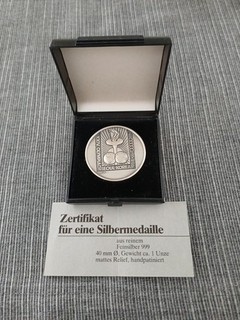 Zertifikat
für eine Silbermedaille
aus reinem
Feinsilber 999
40 mm Ø, Gewicht ca. 1 Unze
mattes Relief, handpatiniert